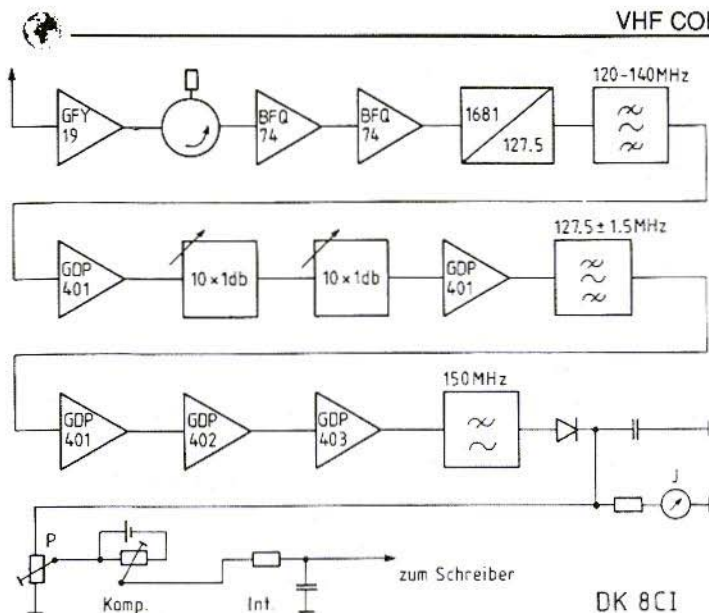 VHF COM
120-140MHz
GFY
19
BFQ
74
BFQ
74
1681
127.5
127.5 ± 1.5MHz
GDP
401
10×1db
10×1db
GDP
401
150MHz
GDP
401
GDP
402
GDP
403
J
P
Komp.
Int.
zum Schreiber
DK 8CI